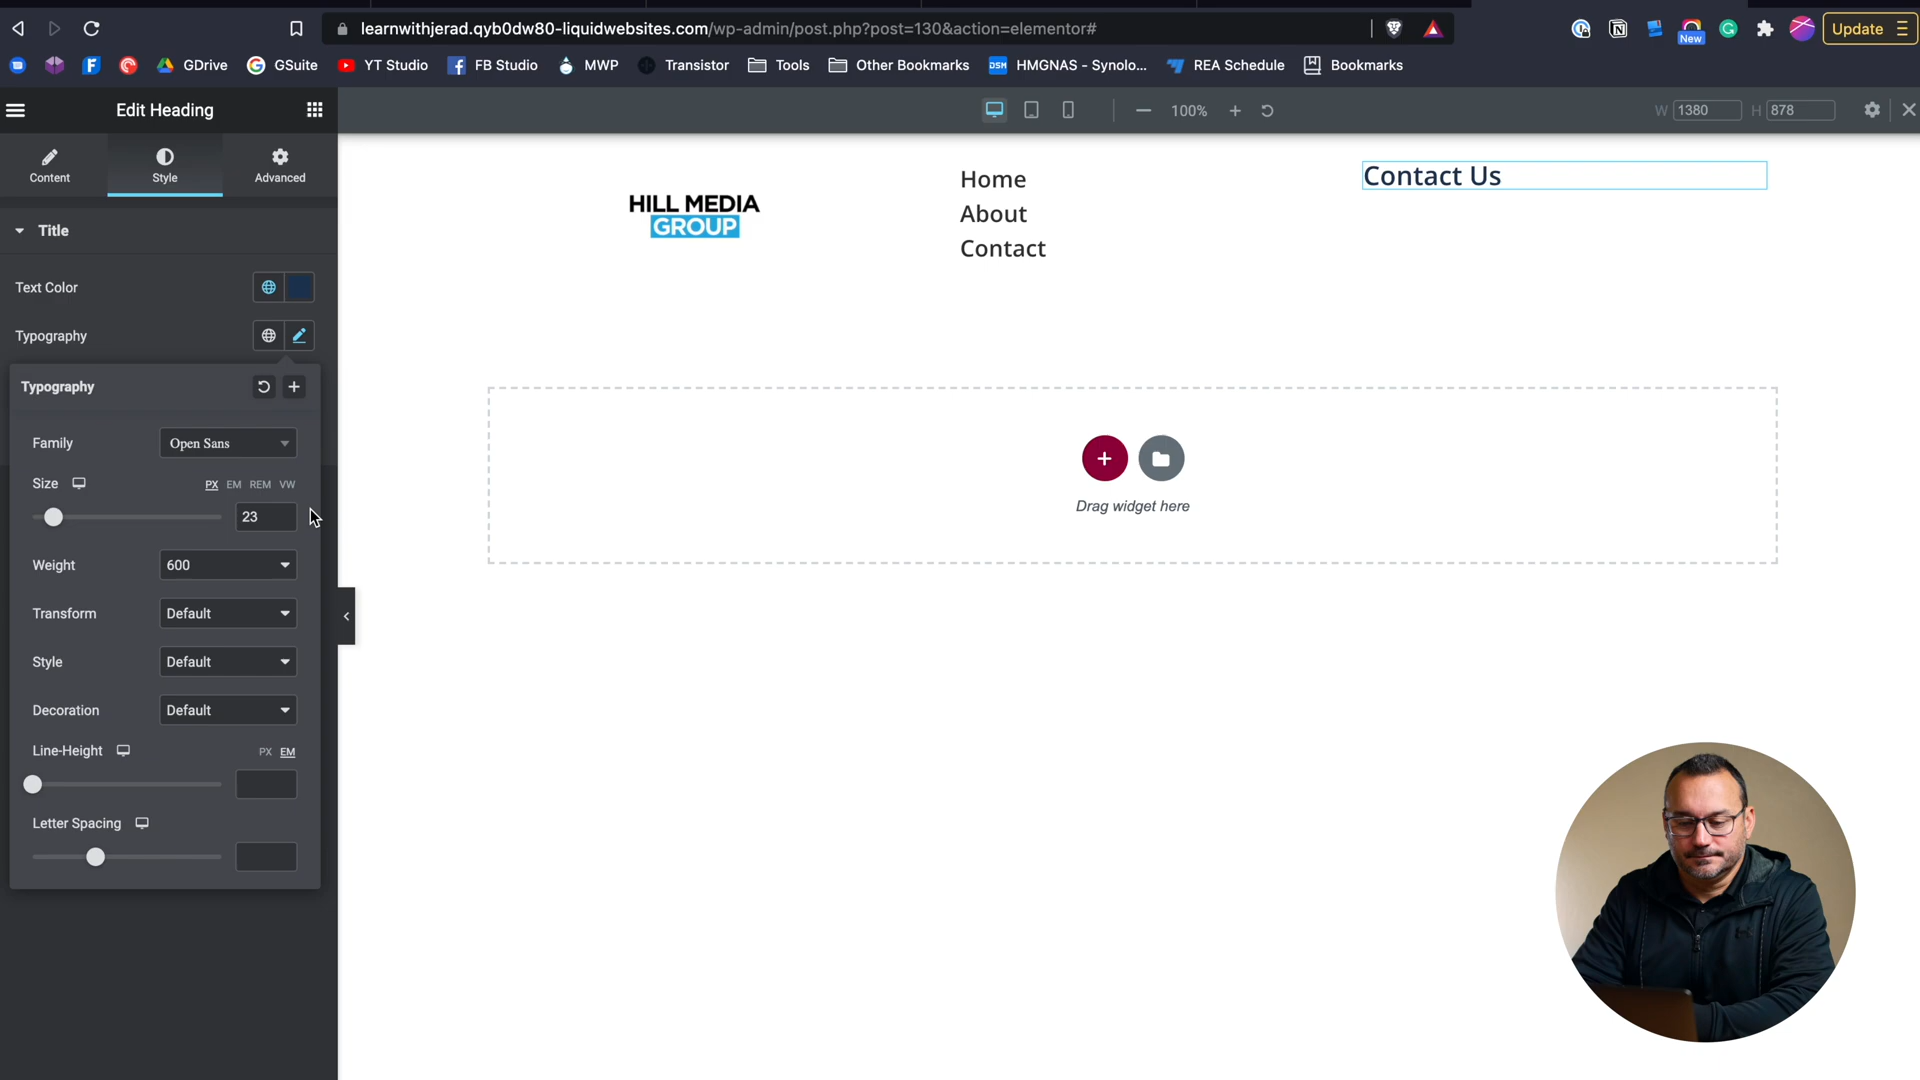 learnwithjerad.qyb0dw80-liquidwebsites.com/wp-admin/post.php?post=130&action=elementor#
New
Update
GDrive
GSuite
YT Studio
FB Studio
MWP
Transistor
Tools
Other Bookmarks
DSM
HMGNAS - Synolo...
REA Schedule
Bookmarks
Edit Heading
100%
W 1380
H 878
Content
Style
Advanced
Title
Text Color
Typography
Typography
Family
Open Sans
Size
PX EM REM VW
23
Weight
600
Transform
Default
Style
Default
Decoration
Default
Line-Height
PX EM
Letter Spacing
HILL MEDIA
GROUP
Home
About
Contact
Contact Us
Drag widget here